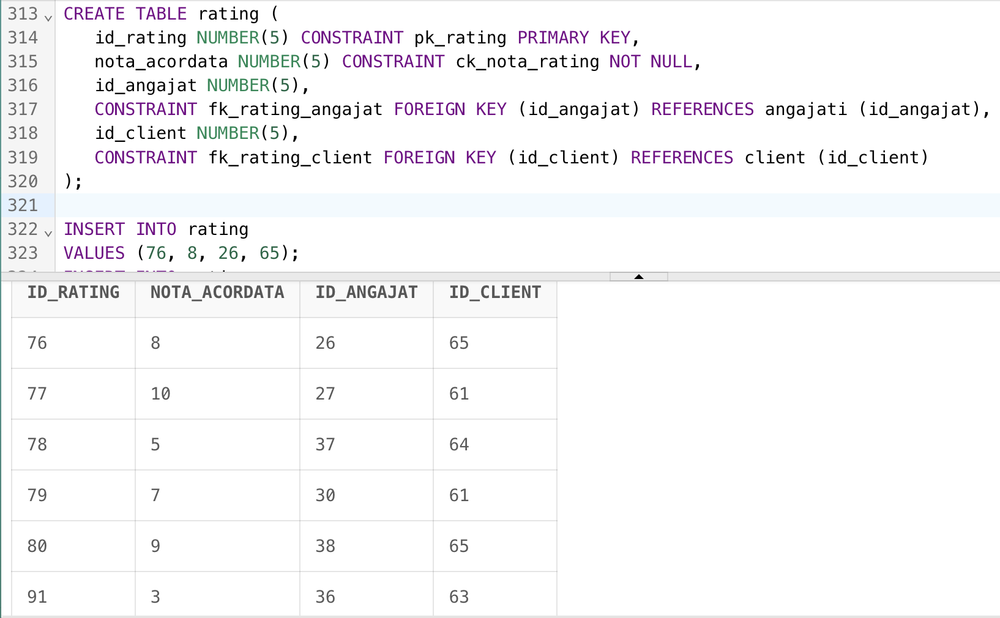 313 CREATE TABLE rating (
314 id_rating NUMBER(5) CONSTRAINT pk_rating PRIMARY KEY,
315 nota_acordata NUMBER(5) CONSTRAINT ck_nota_rating NOT NULL,
316 id_angajat NUMBER(5),
317 CONSTRAINT fk_rating_angajat FOREIGN KEY (id_angajat) REFERENCES angajati (id_angajat),
318 id_client NUMBER(5),
319 CONSTRAINT fk_rating_client FOREIGN KEY (id_client) REFERENCES client (id_client)
320 );
321
322 INSERT INTO rating
323 VALUES (76, 8, 26, 65);
ID_RATING NOTA_ACORDATA ID_ANGAJAT ID_CLIENT
76 8 26 65
77 10 27 61
78 5 37 64
79 7 30 61
80 9 38 65
91 3 36 63